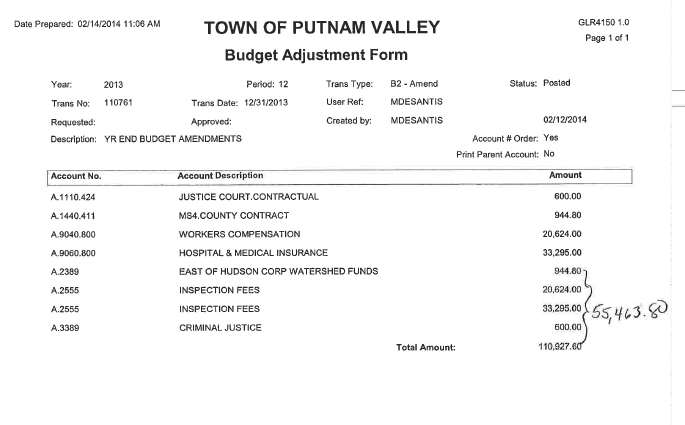 Date Prepared: 02/14/2014 11:06 AM
TOWN OF PUTNAM VALLEY
GLR4150 1.0
Page 1 of 1
Budget Adjustment Form
Year: 2013 Period: 12 Trans Type: B2 - Amend Status: Posted
Trans No: 110761 Trans Date: 12/31/2013 User Ref: MDESANTIS
Requested: Approved: Created by: MDESANTIS 02/12/2014
Description: YR END BUDGET AMENDMENTS Account # Order: Yes
Print Parent Account: No
Account No. Account Description Amount
A.1110.424 JUSTICE COURT.CONTRACTUAL 600.00
A.1440.411 MS4.COUNTY CONTRACT 944.80
A.9040.800 WORKERS COMPENSATION 20,624.00
A.9060.800 HOSPITAL & MEDICAL INSURANCE 33,295.00
A.2389 EAST OF HUDSON CORP WATERSHED FUNDS 944.80
A.2555 INSPECTION FEES 20,624.00
A.2555 INSPECTION FEES 33,295.00 55,463.80
A.3389 CRIMINAL JUSTICE 600.00
Total Amount: 110,927.60